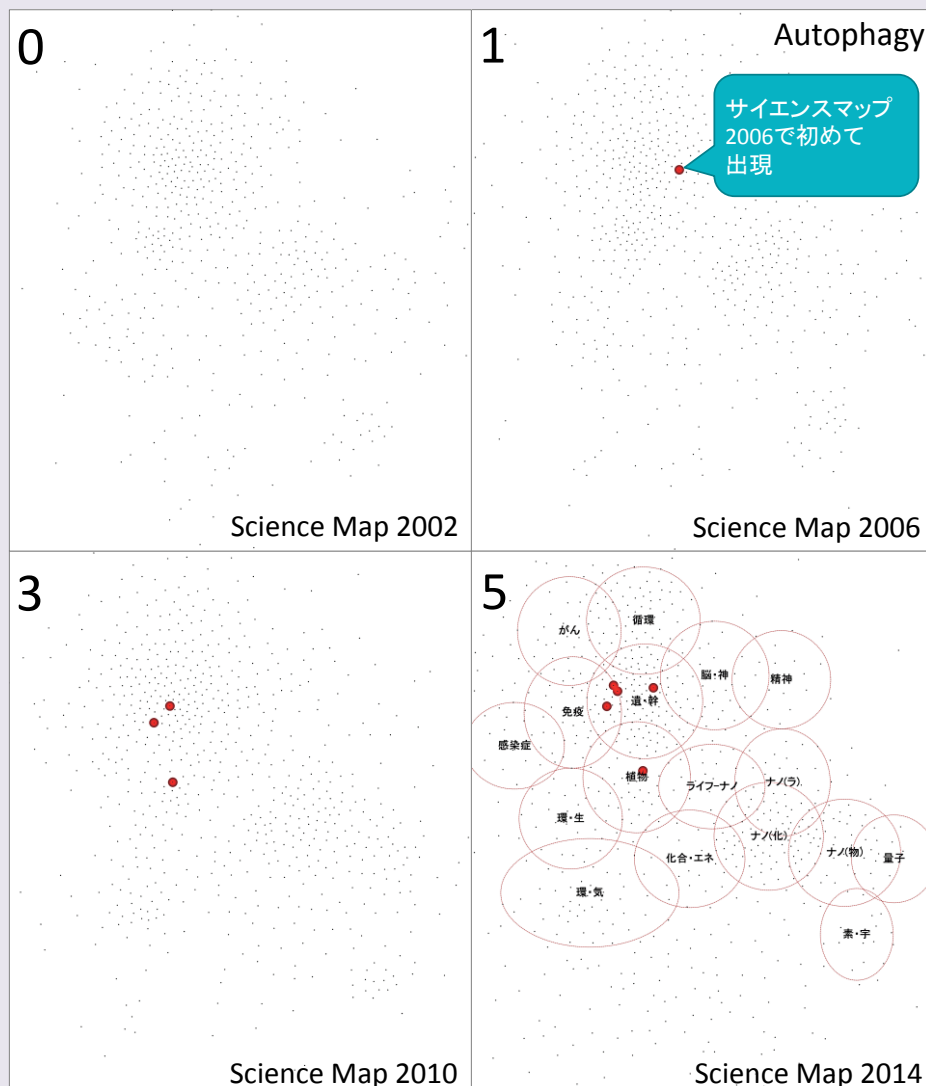 0
Science Map 2002
1
Autophagy
サイエンスマップ
2006で初めて
出現
Science Map 2006
3
Science Map 2010
5
がん
循環
脳・神
精神
免疫
遺・幹
感染症
植物
ライフ-ナノ
ナノ(ラ)
環・生
化合・エネ
ナノ(化)
ナノ(物)
量子
環・気
素・宇
Science Map 2014